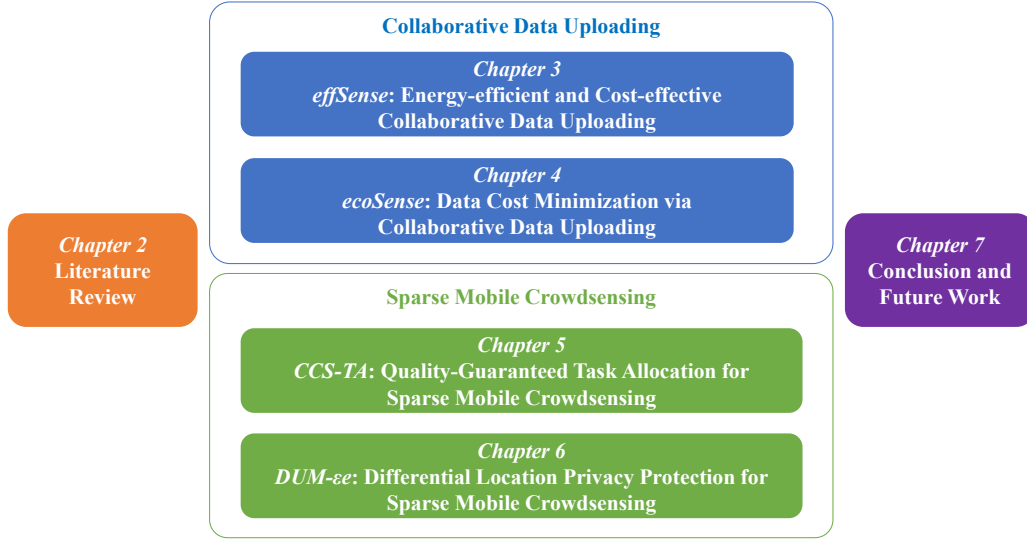 Chapter 2
Literature
Review
Collaborative Data Uploading
Chapter 3
effSense: Energy-efficient and Cost-effective
Collaborative Data Uploading
Chapter 4
ecoSense: Data Cost Minimization via
Collaborative Data Uploading
Sparse Mobile Crowdsensing
Chapter 5
CCS-TA: Quality-Guaranteed Task Allocation for
Sparse Mobile Crowdsensing
Chapter 6
DUM-εe: Differential Location Privacy Protection for
Sparse Mobile Crowdsensing
Chapter 7
Conclusion and
Future Work